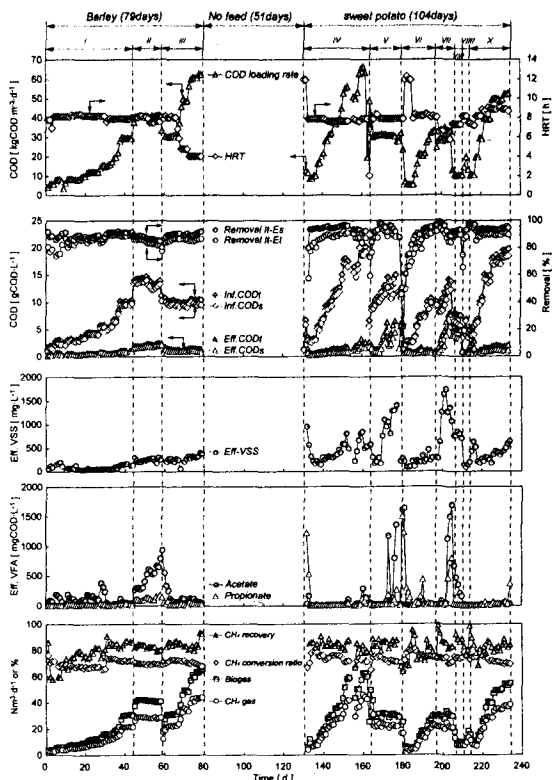 Barley (79days) No feed (51days) sweet potato (104days)
I II III IV V VI VII X
COD [ kgCOD·m⁻³·d⁻¹ ]
70
60
50
40
30
20
10
0
COD loading rate
HRT
14
12
10
8
6
4
2
0
HRT [ h ]
COD [ gCOD·L⁻¹ ]
25
20
15
10
5
0
Removal It-Es
Removal It-Et
Inf.CODt
Inf.CODs
Eff.CODt
Eff.CODs
100
80
60
40
20
0
Removal [ % ]
Eff. VSS [ mg·L⁻¹ ]
2000
1500
1000
500
0
Eff-VSS
Eff. VFA [ mgCOD·L⁻¹ ]
2000
1500
1000
500
0
Acetate
Propionate
Nm³·d⁻¹ or %
100
80
60
40
20
0
CH₄ recovery
CH₄ conversion ratio
Biogas
CH₄ gas
0 20 40 60 80 100 120 140 160 180 200 220 240
Time [ d ]